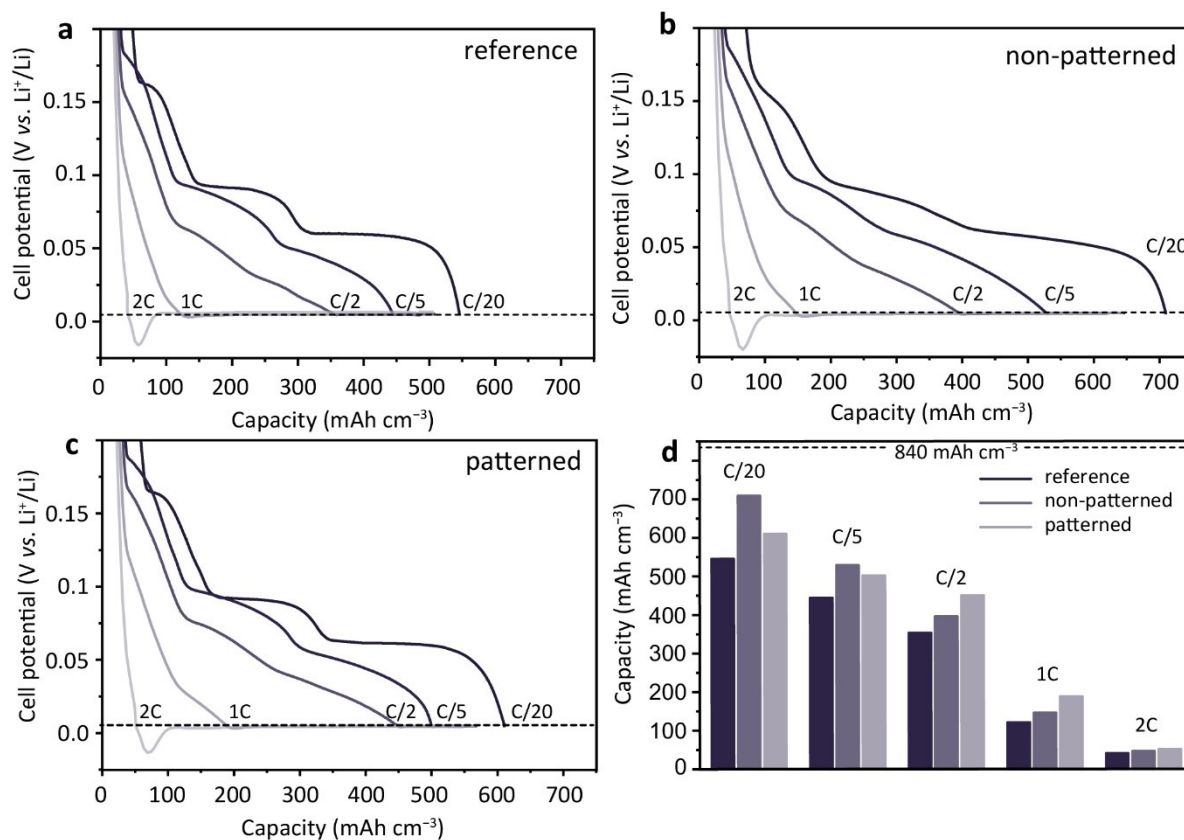 a
reference
Cell potential (V vs. Li⁺/Li)
0.15
0.1
0.05
0.0
2C 1C C/2 C/5 C/20
0 100 200 300 400 500 600 700
Capacity (mAh cm⁻³)
b
non-patterned
Cell potential (V vs. Li⁺/Li)
0.15
0.1
0.05
0.0
C/20
2C 1C C/2 C/5
0 100 200 300 400 500 600 700
Capacity (mAh cm⁻³)
c
patterned
Cell potential (V vs. Li⁺/Li)
0.15
0.1
0.05
0.0
2C 1C C/2 C/5 C/20
0 100 200 300 400 500 600 700
Capacity (mAh cm⁻³)
d
840 mAh cm⁻³
reference
non-patterned
patterned
Capacity (mAh cm⁻³)
700
600
500
400
300
200
100
0
C/20
C/5
C/2
1C
2C